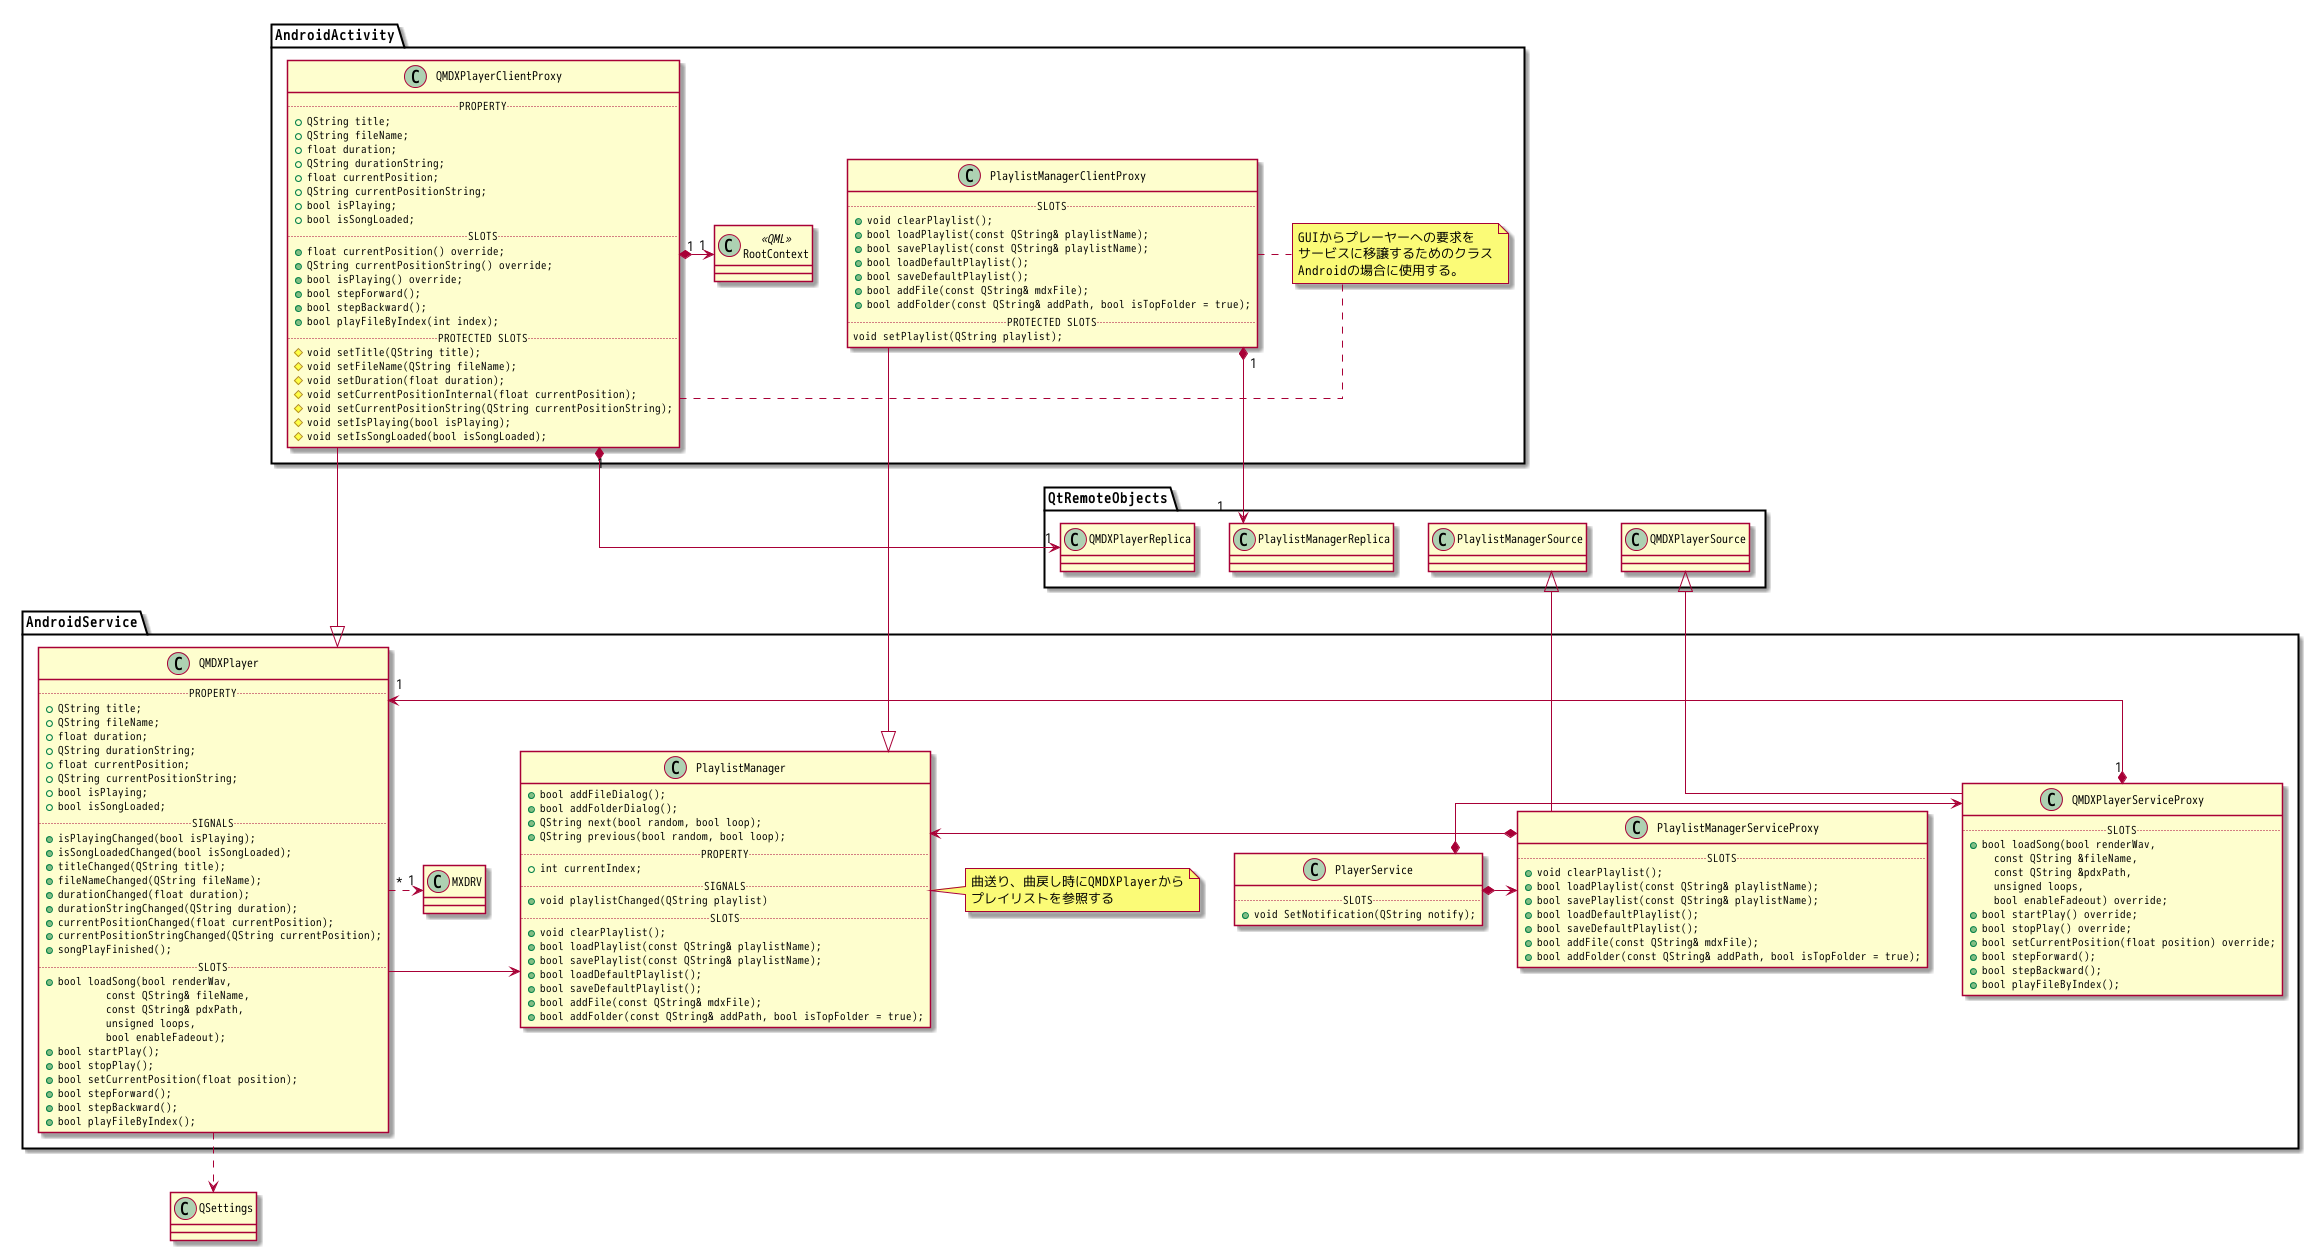 AndroidActivity
C QMDXPlayerClientProxy
PROPERTY
QString title;
QString fileName;
float duration;
QString durationString;
float currentPosition;
QString currentPositionString;
bool isPlaying;
bool isSongLoaded;
SLOTS
float currentPosition() override;
QString currentPositionString() override;
bool isPlaying() override;
bool stepForward();
bool stepBackward();
bool playFileByIndex(int index);
PROTECTED SLOTS
void setTitle(QString title);
void setFileName(QString fileName);
void setDuration(float duration);
void setCurrentPositionInternal(float currentPosition);
void setCurrentPositionString(QString currentPositionString);
void setIsPlaying(bool isPlaying);
void setIsSongLoaded(bool isSongLoaded);
1 1
C «QML»
RootContext
C PlaylistManagerClientProxy
SLOTS
void clearPlaylist();
bool loadPlaylist(const QString& playlistName);
bool savePlaylist(const QString& playlistName);
bool loadDefaultPlaylist();
bool saveDefaultPlaylist();
bool addFile(const QString& mdxFile);
bool addFolder(const QString& addPath, bool isTopFolder = true);
PROTECTED SLOTS
void setPlaylist(QString playlist);
GUIからプレーヤーへの要求を
サービスに移譲するためのクラス
Androidの場合に使用する。
1
1
QtRemoteObjects
1
1
C QMDXPlayerReplica
C PlaylistManagerReplica
C PlaylistManagerSource
C QMDXPlayerSource
AndroidService
C QMDXPlayer
PROPERTY
QString title;
QString fileName;
float duration;
QString durationString;
float currentPosition;
QString currentPositionString;
bool isPlaying;
bool isSongLoaded;
SIGNALS
isPlayingChanged(bool isPlaying);
isSongLoadedChanged(bool isSongLoaded);
titleChanged(QString title);
fileNameChanged(QString fileName);
durationChanged(float duration);
durationStringChanged(QString duration);
currentPositionChanged(float currentPosition);
currentPositionStringChanged(QString currentPosition);
songPlayFinished();
SLOTS
bool loadSong(bool renderWav,
const QString& fileName,
const QString& pdxPath,
unsigned loops,
bool enableFadeout);
bool startPlay();
bool stopPlay();
bool setCurrentPosition(float position);
bool stepForward();
bool stepBackward();
bool playFileByIndex();
1
* 1
C MXDRV
C PlaylistManager
bool addFileDialog();
bool addFolderDialog();
QString next(bool random, bool loop);
QString previous(bool random, bool loop);
PROPERTY
int currentIndex;
SIGNALS
void playlistChanged(QString playlist)
SLOTS
void clearPlaylist();
bool loadPlaylist(const QString& playlistName);
bool savePlaylist(const QString& playlistName);
bool loadDefaultPlaylist();
bool saveDefaultPlaylist();
bool addFile(const QString& mdxFile);
bool addFolder(const QString& addPath, bool isTopFolder = true);
曲送り、曲戻し時にQMDXPlayerから
プレイリストを参照する
C PlayerService
SLOTS
void SetNotification(QString notify);
C PlaylistManagerServiceProxy
SLOTS
void clearPlaylist();
bool loadPlaylist(const QString& playlistName);
bool savePlaylist(const QString& playlistName);
bool loadDefaultPlaylist();
bool saveDefaultPlaylist();
bool addFile(const QString& mdxFile);
bool addFolder(const QString& addPath, bool isTopFolder = true);
1
C QMDXPlayerServiceProxy
SLOTS
bool loadSong(bool renderWav,
const QString &fileName,
const QString &pdxPath,
unsigned loops,
bool enableFadeout) override;
bool startPlay() override;
bool stopPlay() override;
bool setCurrentPosition(float position) override;
bool stepForward();
bool stepBackward();
bool playFileByIndex();
C QSettings